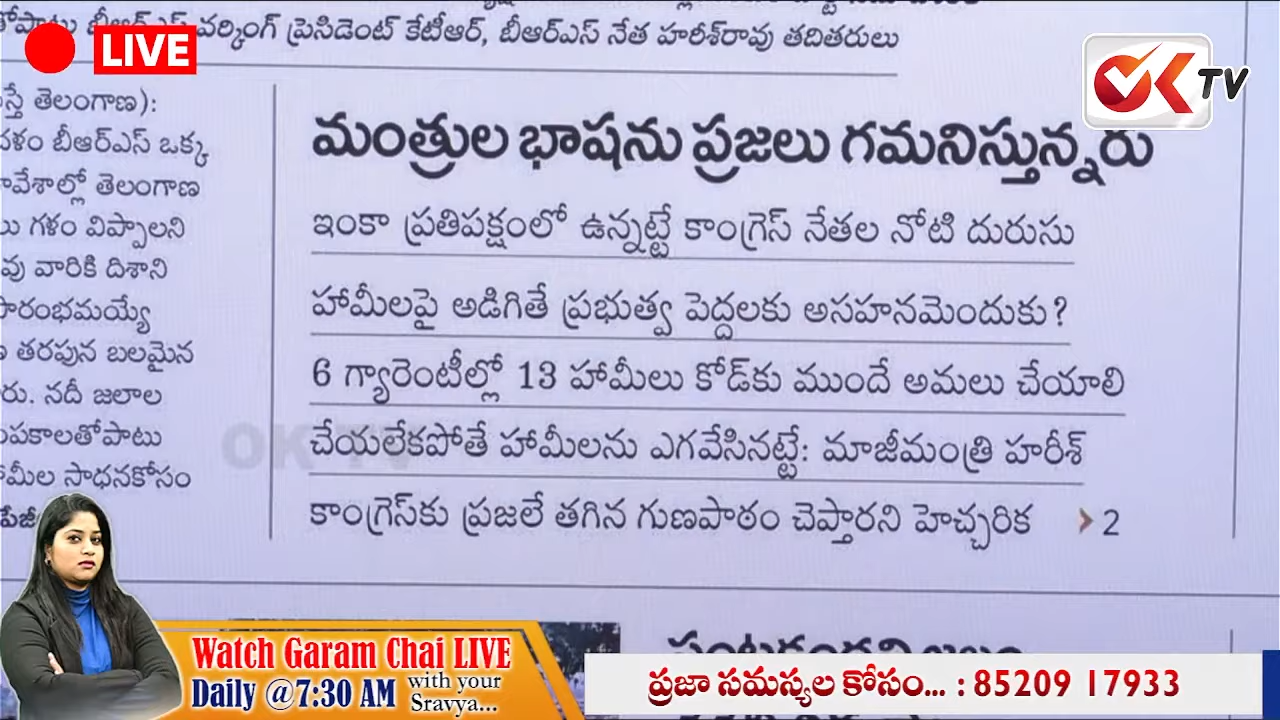 వర్కింగ్ ప్రెసిడెంట్ కేటీఆర్, బీఆర్ఎస్ నేత హరీశ్‌రావు తదితరులు
LIVE
OK TV
తెలంగాణ):
బీఆర్ఎస్ ఒక్క
తెలంగాణ
గళం విప్పాలని
వారికి దిశాని
తరపున బలమైన
నదీ జలాల
సాధనకోసం
మంత్రుల భాషను ప్రజలు గమనిస్తున్నరు
ఇంకా ప్రతిపక్షంలో ఉన్నట్టే కాంగ్రెస్ నేతల నోటి దురుసు
హామీలపై అడిగితే ప్రభుత్వ పెద్దలకు అసహనమెందుకు?
6 గ్యారెంటీల్లో 13 హామీలు కోడ్‌కు ముందే అమలు చేయాలి
చేయలేకపోతే హామీలను ఎగవేసినట్టే: మాజీమంత్రి హరీశ్
కాంగ్రెస్‌కు ప్రజలే తగిన గుణపాఠం చెప్తారని హెచ్చరిక > 2
OK TV
Watch Garam Chai LIVE
Daily @7:30 AM with your
Sravya...
ప్రజా సమస్యల కోసం... : 85209 17933